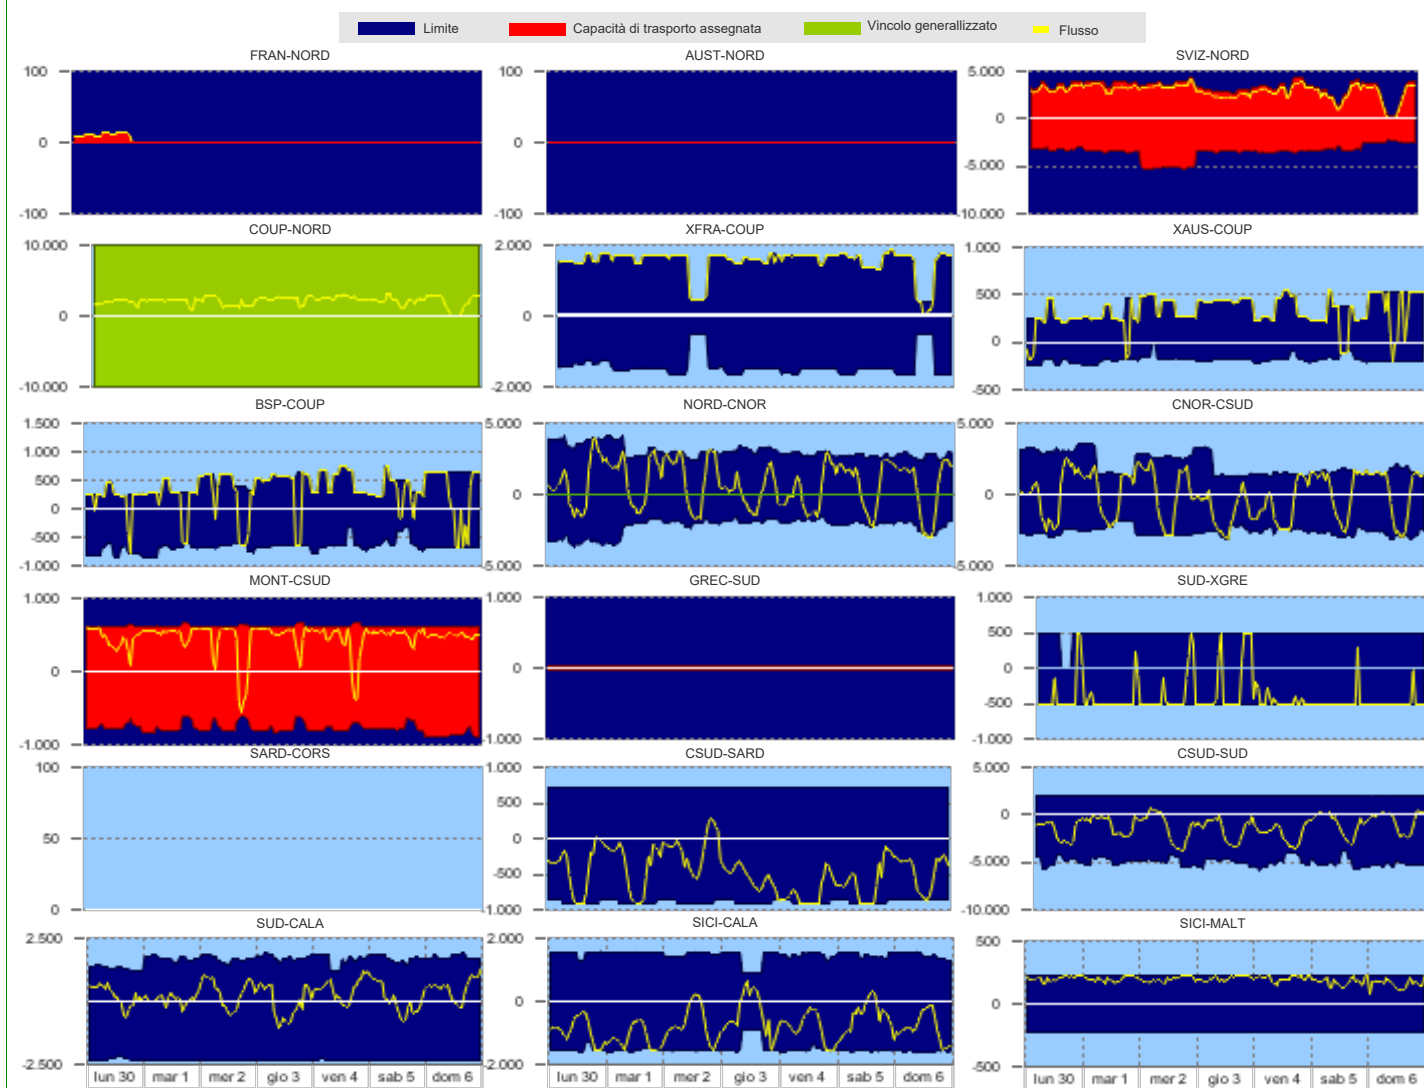 Limite
Capacità di trasporto assegnata
Vincolo generallizzato
Flusso
FRAN-NORD
AUST-NORD
SVIZ-NORD
100
0
-100
100
0
-100
5.000
0
-5.000
-10.000
COUP-NORD
XFRA-COUP
XAUS-COUP
10.000
0
-10.000
2.000
0
-2.000
1.000
500
0
-500
BSP-COUP
NORD-CNOR
CNOR-CSUD
1.500
1.000
500
0
-500
-1.000
5.000
0
-5.000
5.000
0
-5.000
MONT-CSUD
GREC-SUD
SUD-XGRE
1.000
0
-1.000
1.000
0
-1.000
1.000
500
0
-500
-1.000
SARD-CORS
CSUD-SARD
CSUD-SUD
100
50
0
1.000
500
0
-500
-1.000
5.000
0
-5.000
-10.000
SUD-CALA
SICI-CALA
SICI-MALT
2.500
0
-2.500
2.000
0
-2.000
500
0
-500
lun 30 mar 1 mer 2 gio 3 ven 4 sab 5 dom 6
lun 30 mar 1 mer 2 gio 3 ven 4 sab 5 dom 6
lun 30 mar 1 mer 2 gio 3 ven 4 sab 5 dom 6